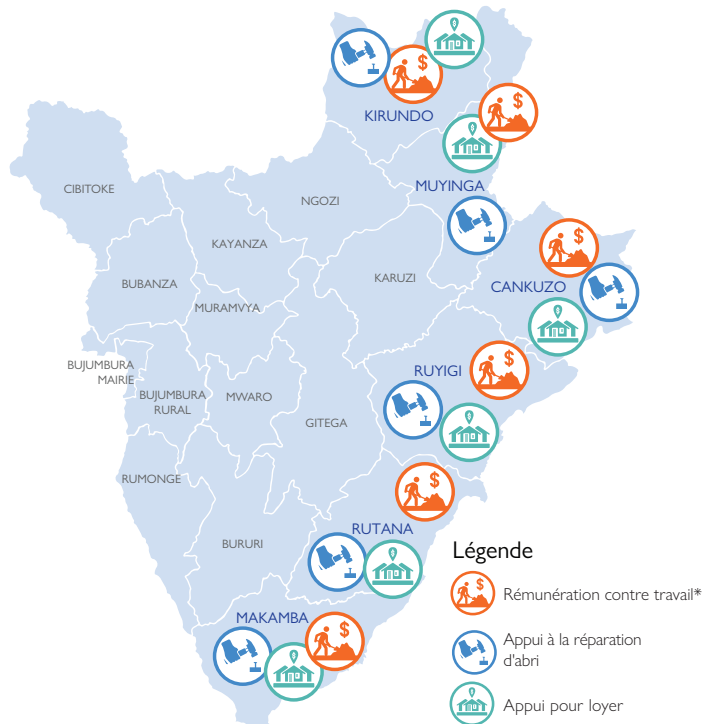 KIRUNDO
MUYINGA
CIBITOKE
NGOZI
KAYANZA
KARUZI
CANKUZO
BUBANZA
MURAMVYA
BUJUMBURA
MAIRIE
RUYIGI
BUJUMBURA
RURAL
MWARO
GITEGA
RUMONGE
RUTANA
BURURI
MAKAMBA
Légende
Rémunération contre travail*
Appui à la réparation
d'abri
Appui pour loyer